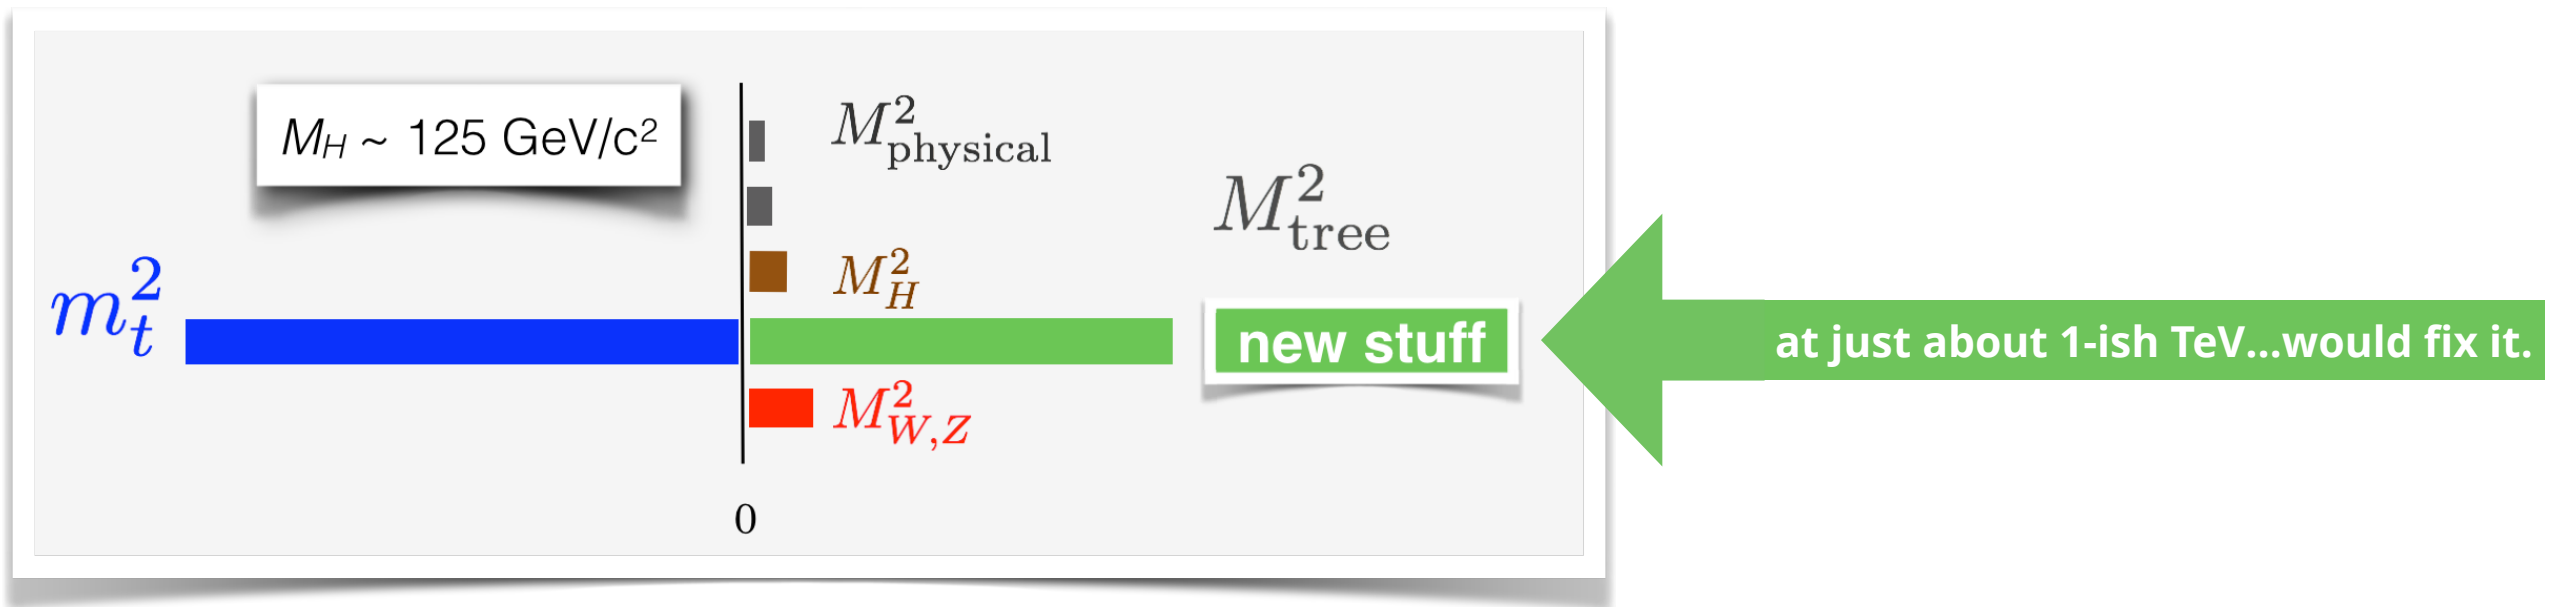 M_H ~ 125 GeV/c²
M²_physical
M²_tree
m²_t
M²_H
new stuff
at just about 1-ish TeV...would fix it.
M²_W,Z
0